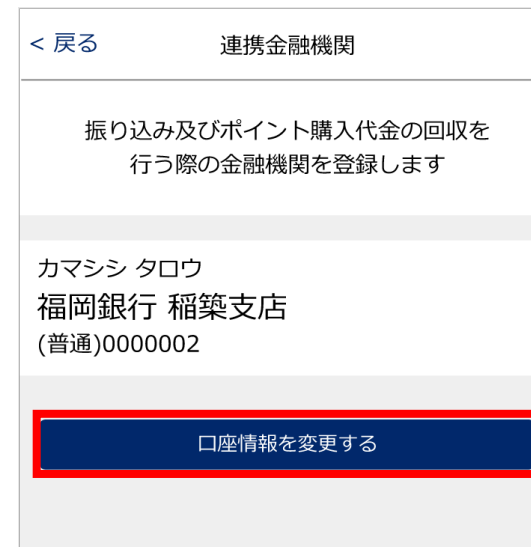 < 戻る 連携金融機関
振り込み及びポイント購入代金の回収を
行う際の金融機関を登録します
カマシシ タロウ
福岡銀行 稲築支店
(普通)0000002
口座情報を変更する